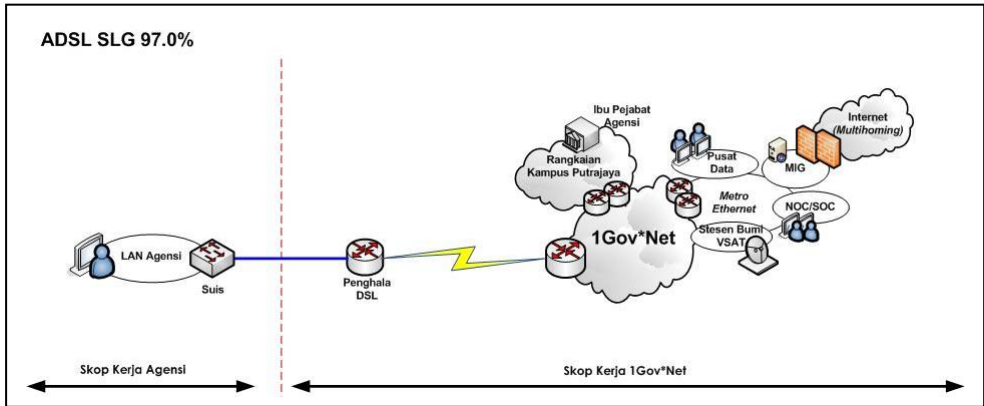 ADSL SLG 97.0%
Ibu Pejabat
Agensi
Rangkaian
Kampus Putrajaya
Internet
(Multihoming)
Pusat
Data
MIG
Metro
Ethernet
NOC/SOC
1Gov*Net
Stesen Bumi
VSAT
LAN Agensi
Suis
Penghala
DSL
Skop Kerja Agensi
Skop Kerja 1Gov*Net